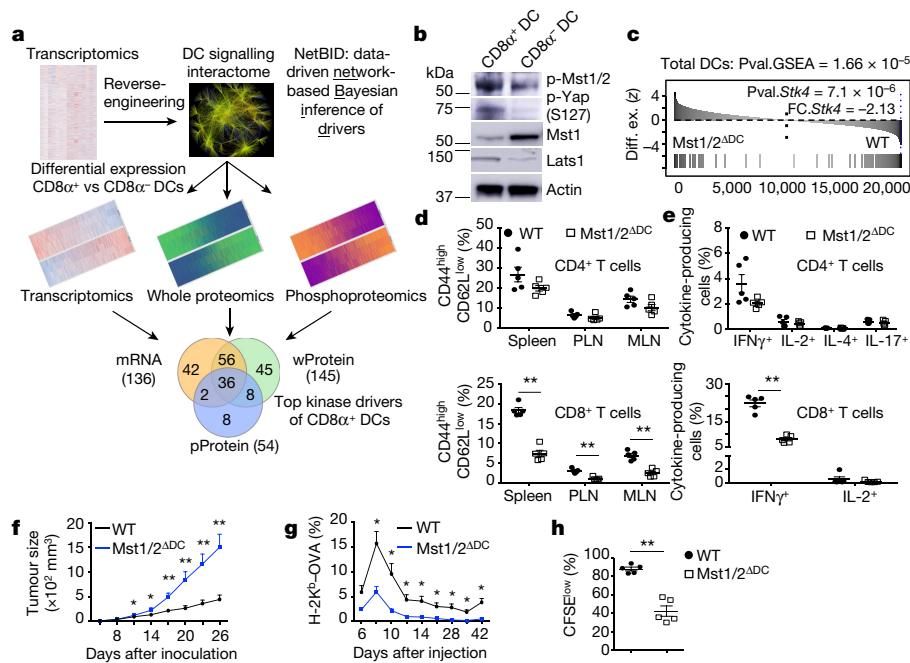 a
Transcriptomics
Reverse-
engineering
DC signalling
interactome
NetBID: data-
driven network-
based Bayesian
inference of
drivers
Differential expression
CD8α⁺ vs CD8α⁻ DCs
Transcriptomics
Whole proteomics
Phosphoproteomics
mRNA
(136)
wProtein
(145)
42
56
45
36
2
8
8
Top kinase drivers
of CD8α⁺ DCs
pProtein (54)
b
CD8α⁺ DC
CD8α⁻ DC
kDa
50
75
50
150
37
p-Mst1/2
p-Yap
(S127)
Mst1
Lats1
Actin
c
Total DCs: Pval.GSEA = 1.66 × 10⁻⁵
Pval.Stk4 = 7.1 × 10⁻⁶
FC.Stk4 = −2.13
Diff. ex. (z)
4
0
−4
Mst1/2ΔDC
WT
0 5,000 15,000 22,000
d
WT
Mst1/2ΔDC
CD44high
CD62Llow (%)
50
40
30
20
10
0
CD4⁺ T cells
Spleen PLN MLN
CD44high
CD62Llow (%)
25
20
15
10
5
0
** ** **
CD8⁺ T cells
Spleen PLN MLN
e
WT
Mst1/2ΔDC
Cytokine-producing
cells (%)
8
6
4
2
0
CD4⁺ T cells
IFNγ⁺ IL-2⁺ IL-4⁺ IL-17⁺
Cytokine-producing
cells (%)
30
20
10
2
0
**
CD8⁺ T cells
IFNγ⁺ IL-2⁺
f
WT
Mst1/2ΔDC
Tumour size
(×10² mm³)
20
15
10
5
0
* * ** ** ** **
5 8 11 14 17 20 23 26
Days after inoculation
g
WT
Mst1/2ΔDC
H-2Kᵇ–OVA (%)
20
15
10
5
0
* * * * * * * *
6 8 10 12 14 21 28 35 42
Days after injection
h
WT
Mst1/2ΔDC
CFSElow (%)
100
80
60
40
20
0
**